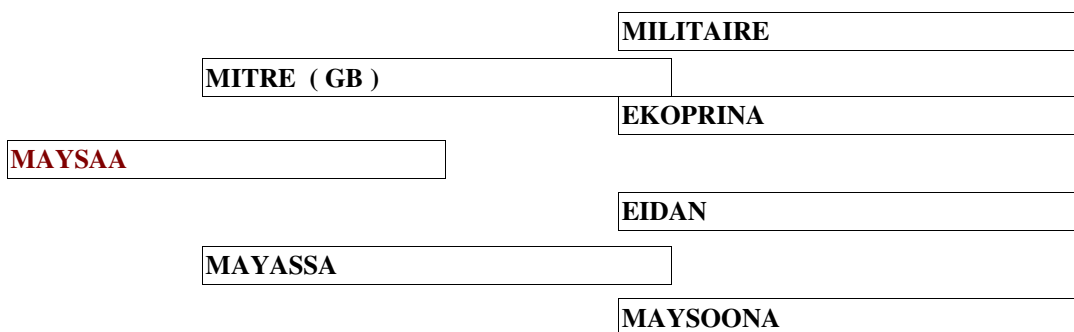 MILITAIRE
MITRE ( GB )
EKOPRINA
MAYSAA
EIDAN
MAYASSA
MAYSOONA